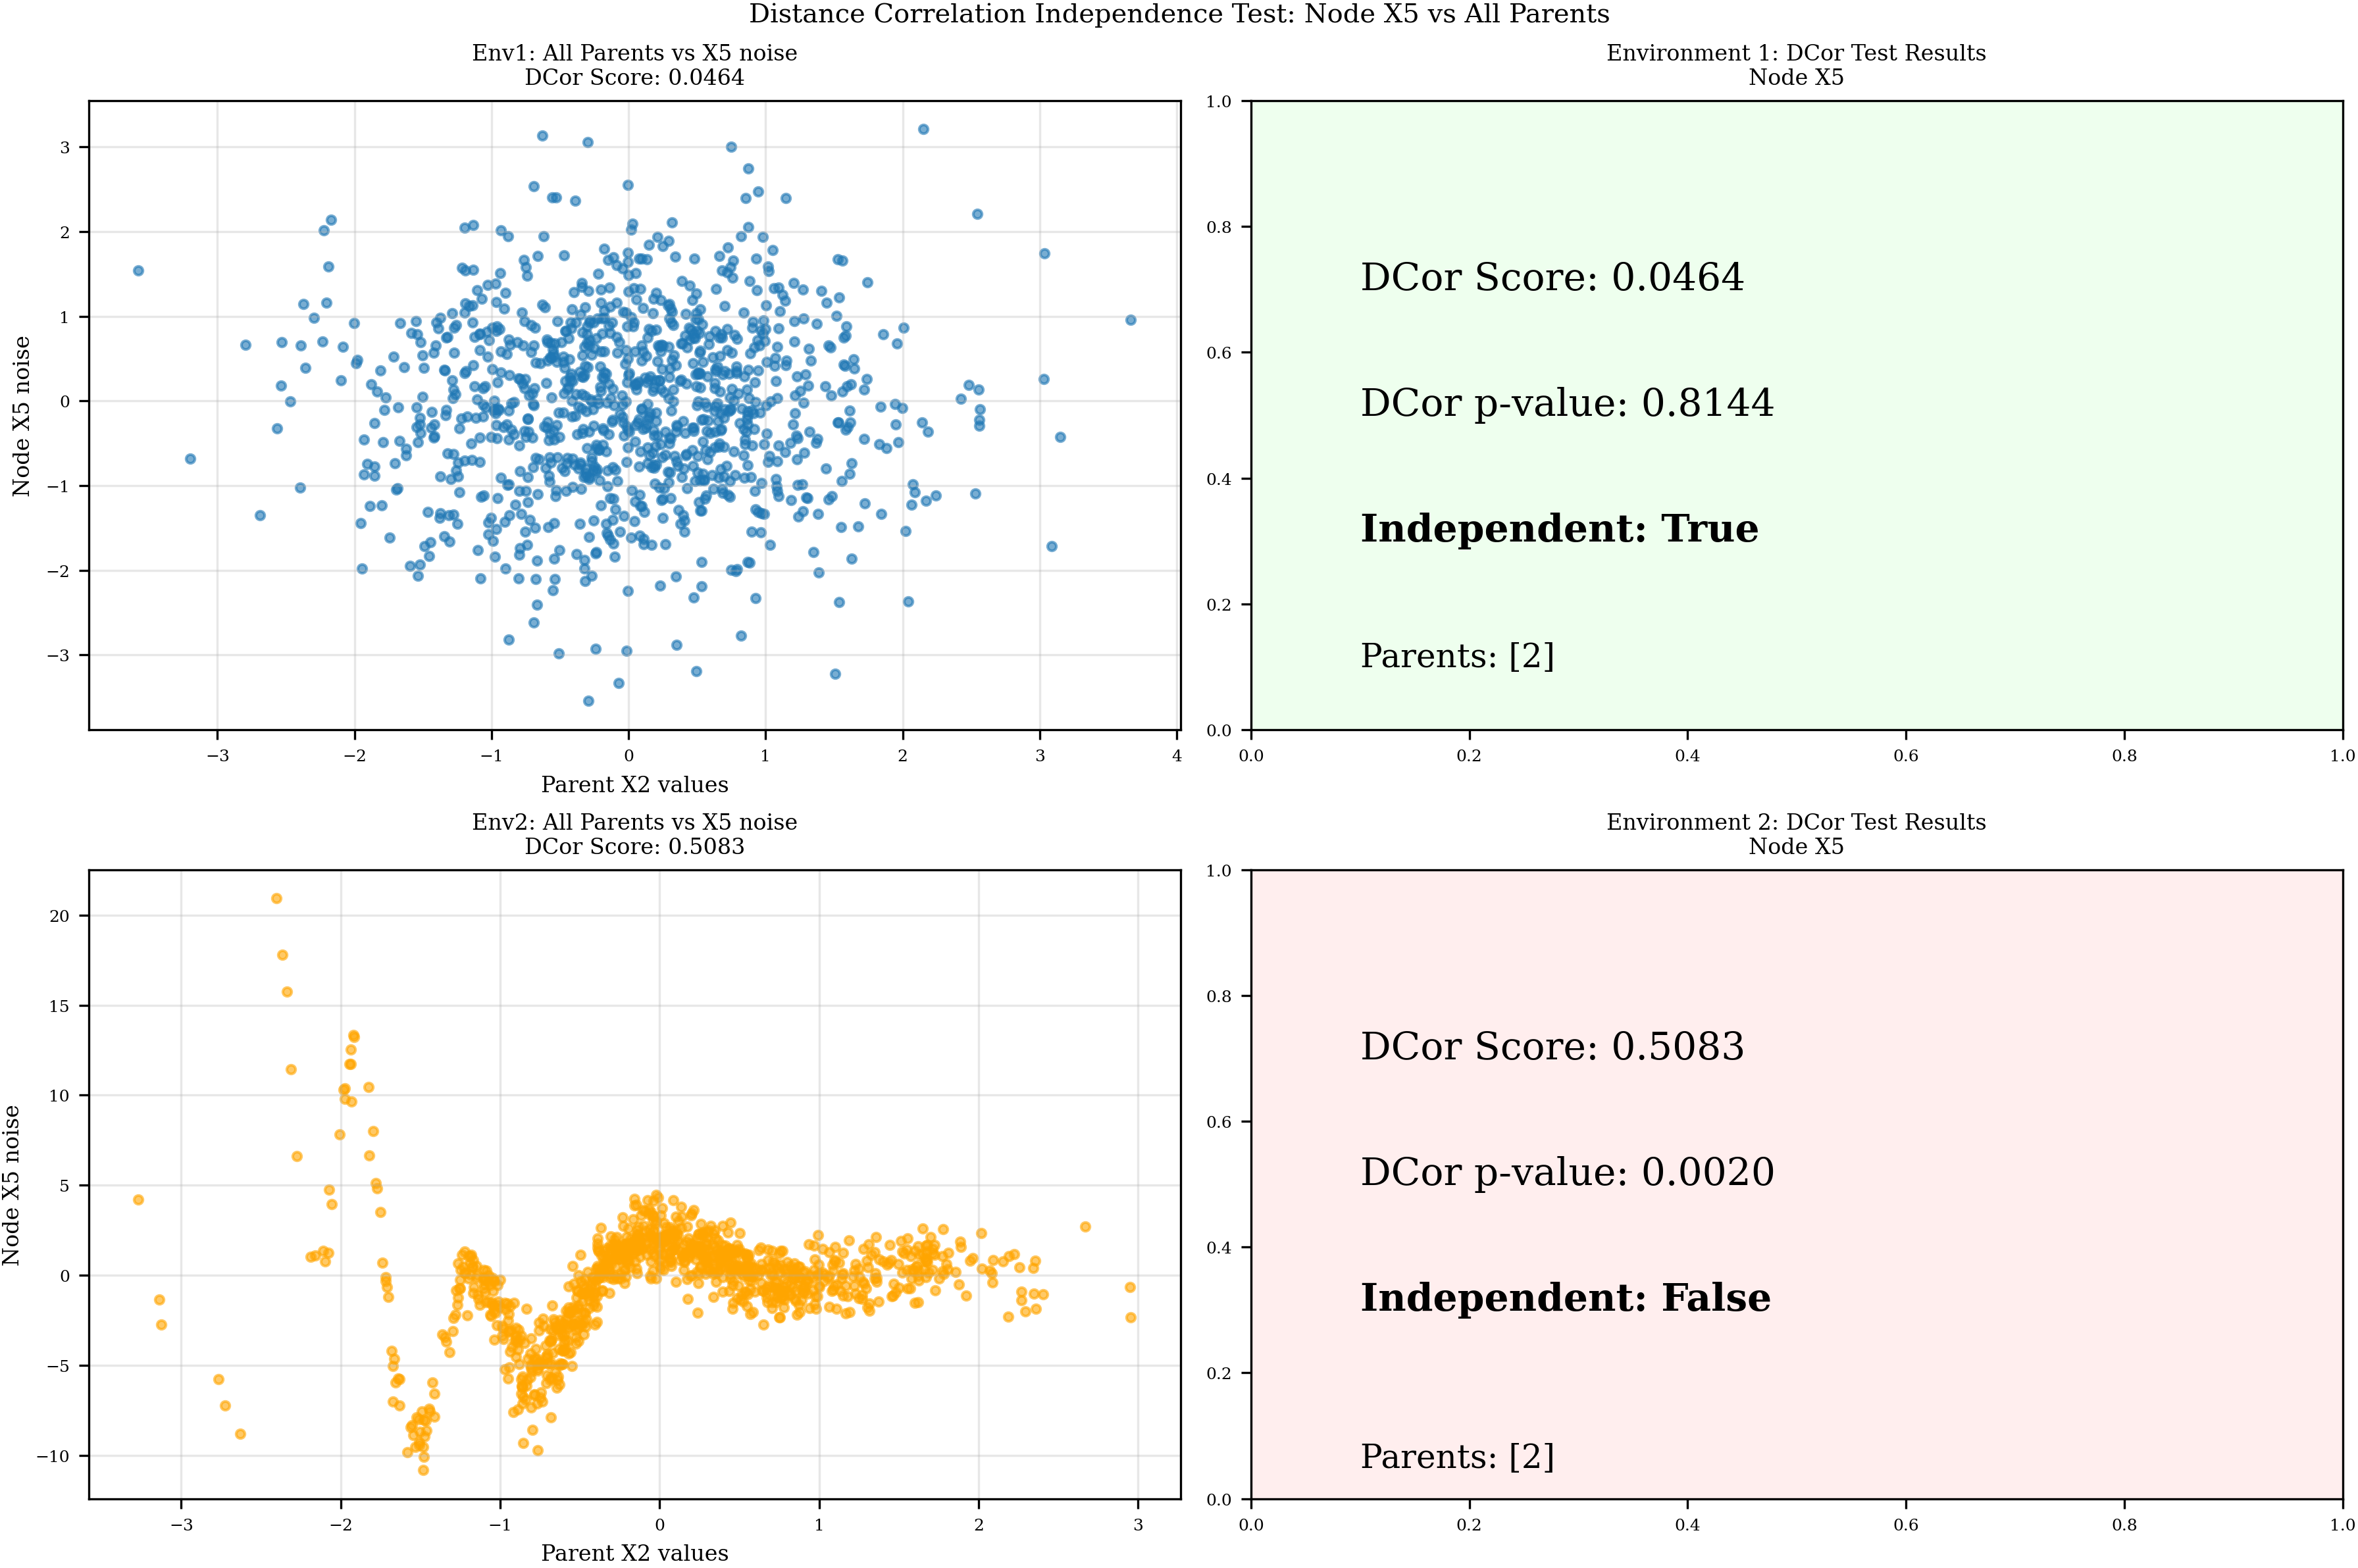 Distance Correlation Independence Test: Node X5 vs All Parents
Env1: All Parents vs X5 noise
DCor Score: 0.0464
Node X5 noise
3
2
1
0
−1
−2
−3
−3
−2
−1
0
1
2
3
4
Parent X2 values
Environment 1: DCor Test Results
Node X5
1.0
0.8
0.6
0.4
0.2
0.0
DCor Score: 0.0464
DCor p-value: 0.8144
Independent: True
Parents: [2]
0.0
0.2
0.4
0.6
0.8
1.0
Env2: All Parents vs X5 noise
DCor Score: 0.5083
Node X5 noise
20
15
10
5
0
−5
−10
−3
−2
−1
0
1
2
3
Parent X2 values
Environment 2: DCor Test Results
Node X5
1.0
0.8
0.6
0.4
0.2
0.0
DCor Score: 0.5083
DCor p-value: 0.0020
Independent: False
Parents: [2]
0.0
0.2
0.4
0.6
0.8
1.0